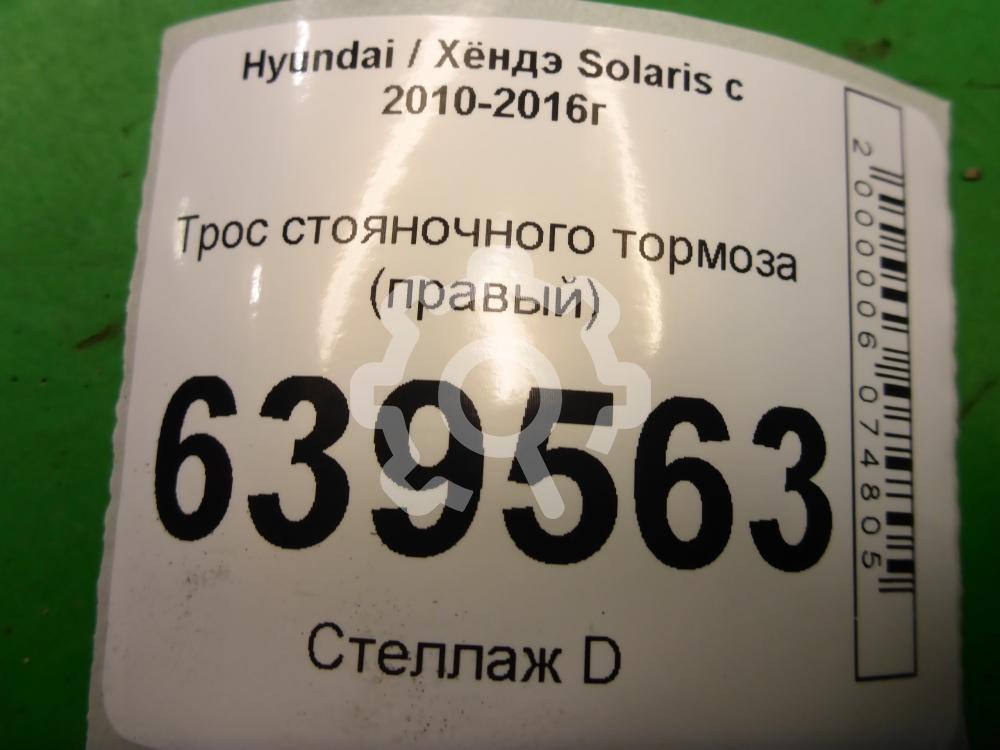 Hyundai / Хёндэ Solaris с
2010-2016г
Трос стояночного тормоза
(правый)
639563
Стеллаж D
2000006074805